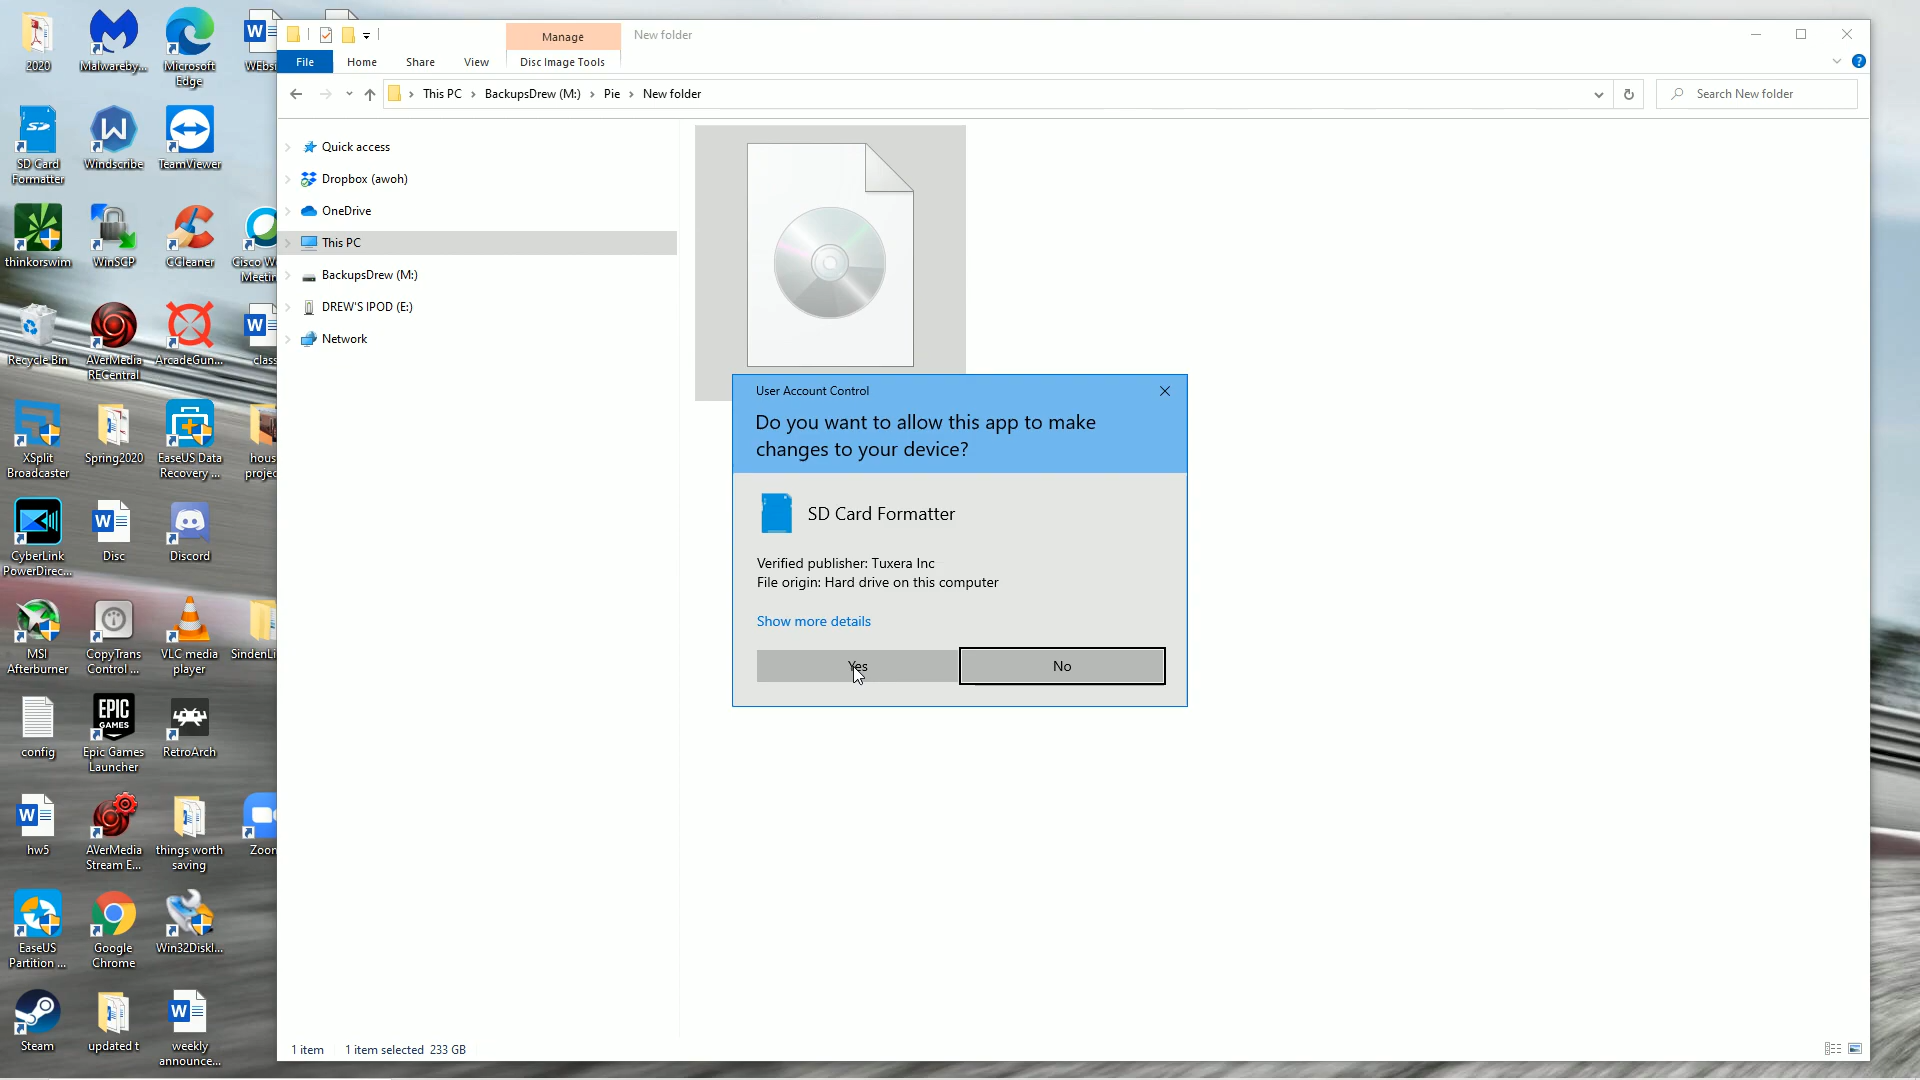 2020
Malwareby...
Microsoft
Edge
SD Card
Formatter
Windscribe
TeamViewer
thinkorswim
WinSCP
CCleaner
Recycle Bin
AVerMedia
RECentral
ArcadeGun...
XSplit
Broadcaster
Spring2020
EaseUS Data
Recovery ...
CyberLink
PowerDirec...
Disc
Discord
MSI
Afterburner
CopyTrans
Control ...
VLC media
player
config
EPIC
GAMES
Epic Games
Launcher
RetroArch
hw5
AVerMedia
Stream E...
things worth
saving
EaseUS
Partition ...
Google
Chrome
Win32DiskI...
Steam
updated t
weekly
announce...
Manage
New folder
File
Home
Share
View
Disc Image Tools
This PC
BackupsDrew (M:)
Pie
New folder
Search New folder
Quick access
Dropbox (awoh)
OneDrive
This PC
BackupsDrew (M:)
DREW'S IPOD (E:)
Network
User Account Control
Do you want to allow this app to make
changes to your device?
SD Card Formatter
Verified publisher: Tuxera Inc
File origin: Hard drive on this computer
Show more details
Yes
No
1 item
1 item selected 233 GB